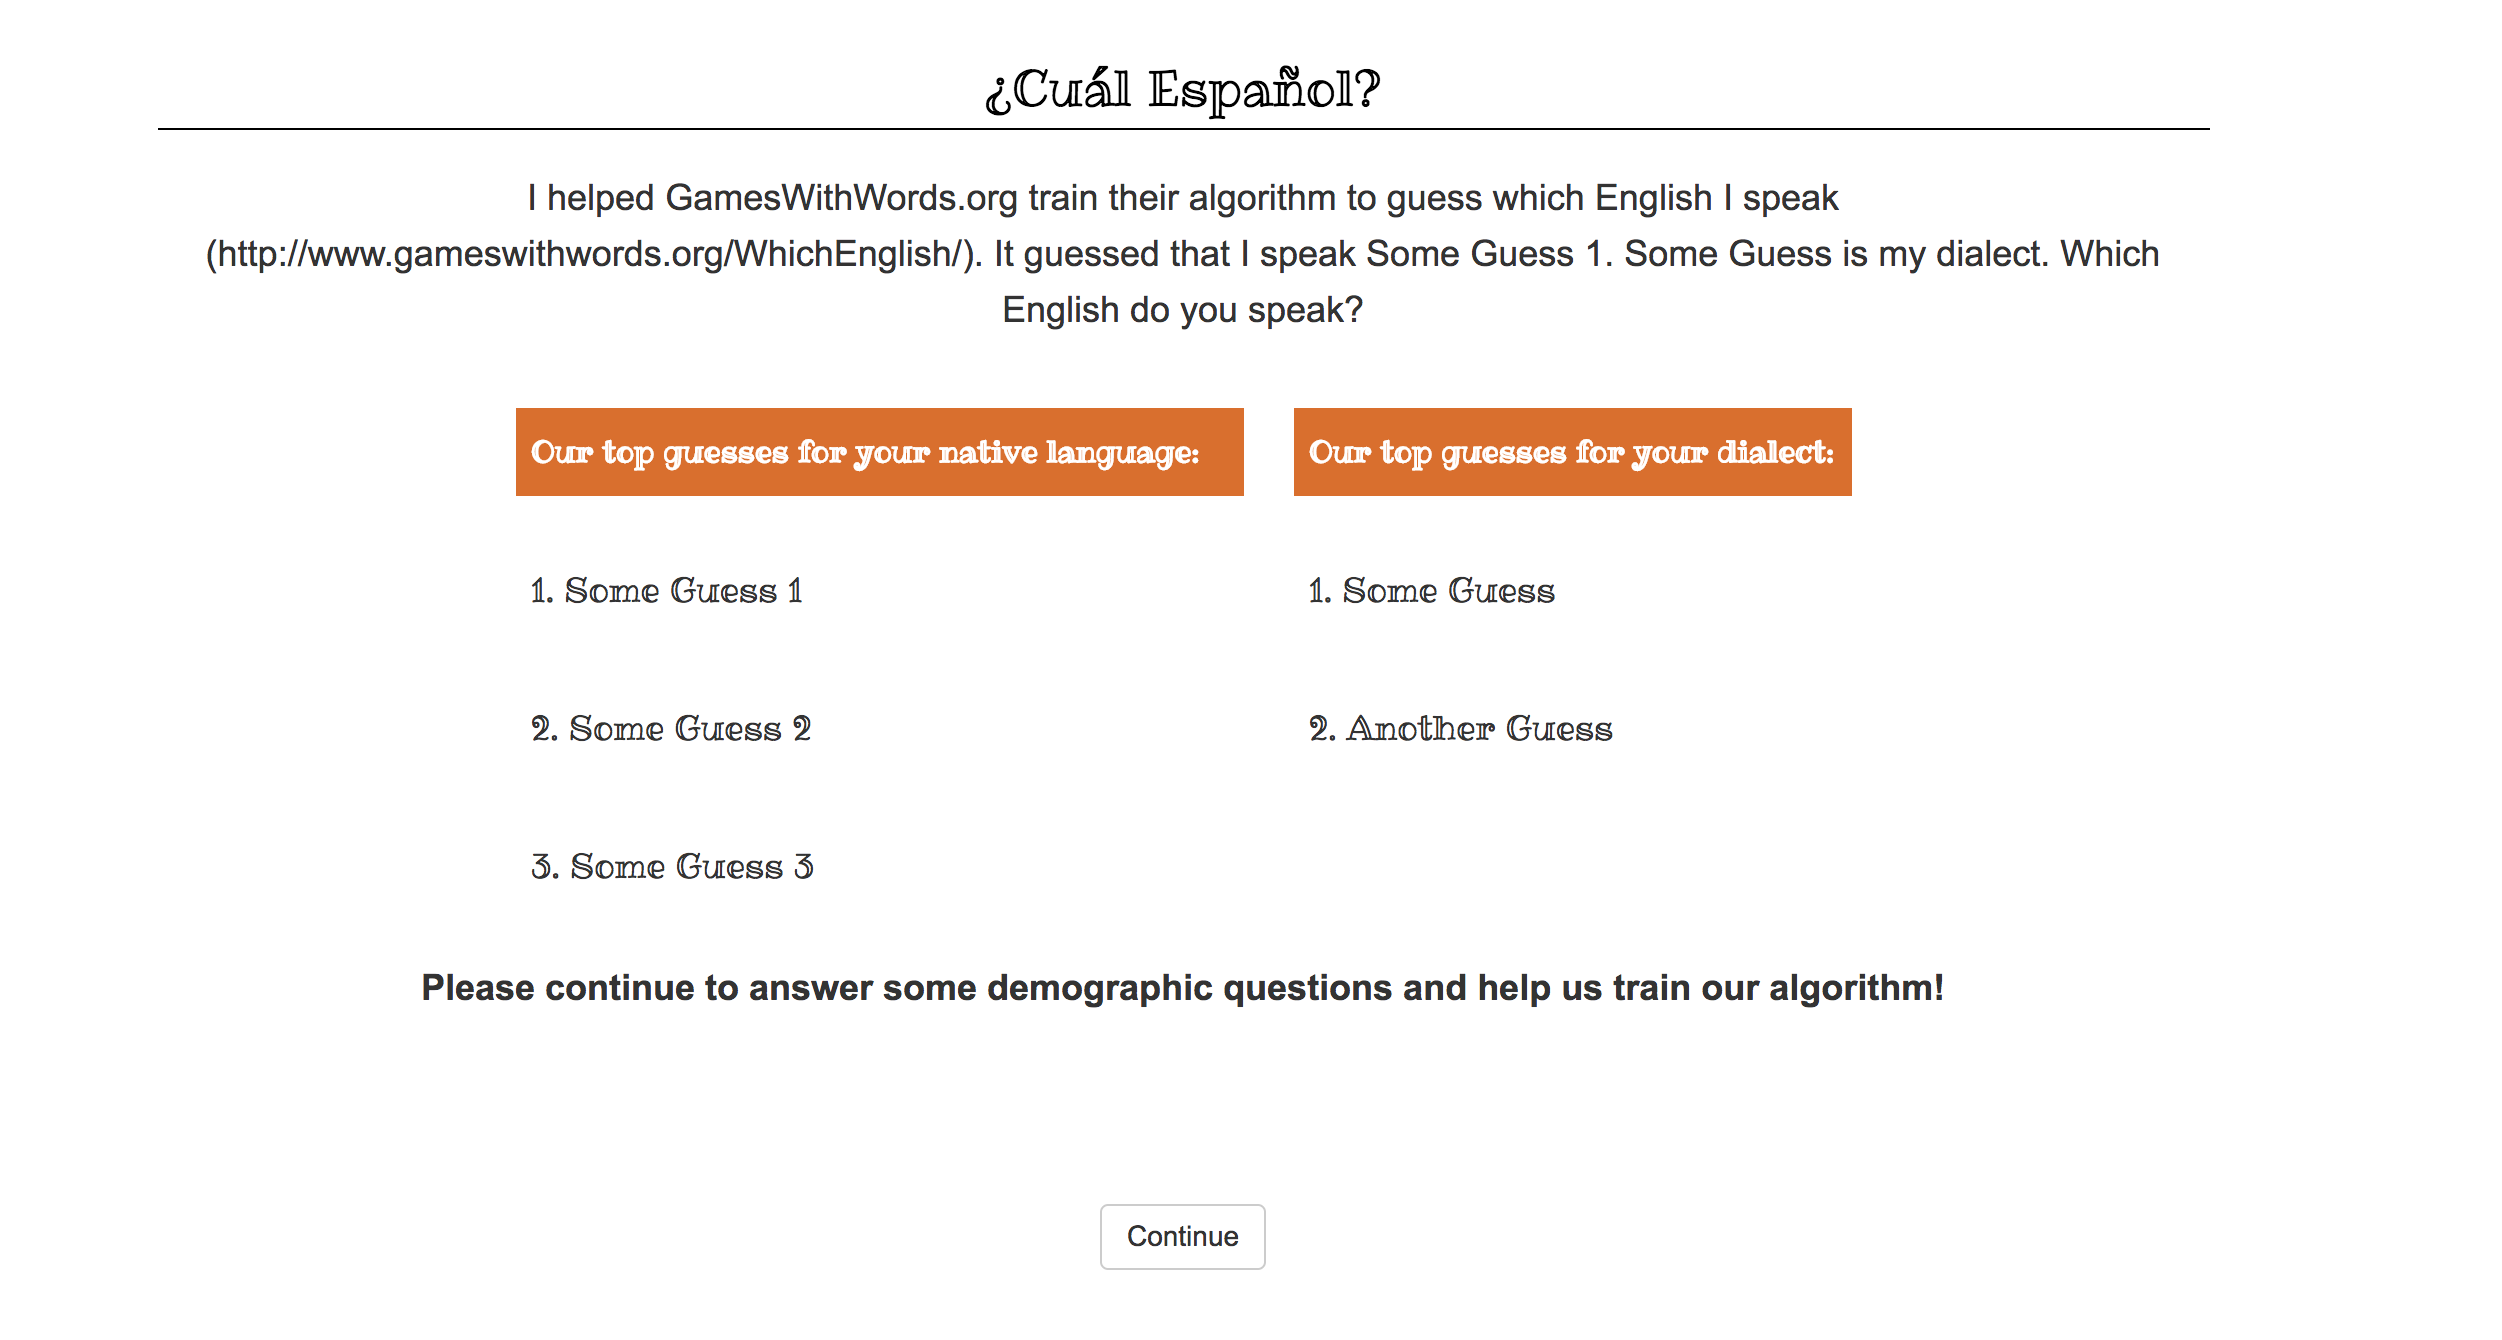 ¿Cuál Español?
I helped GamesWithWords.org train their algorithm to guess which English I speak
(http://www.gameswithwords.org/WhichEnglish/). It guessed that I speak Some Guess 1. Some Guess is my dialect. Which
English do you speak?
Our top guesses for your native language:
Our top guesses for your dialect:
1. Some Guess 1
1. Some Guess
2. Some Guess 2
2. Another Guess
3. Some Guess 3
Please continue to answer some demographic questions and help us train our algorithm!
Continue